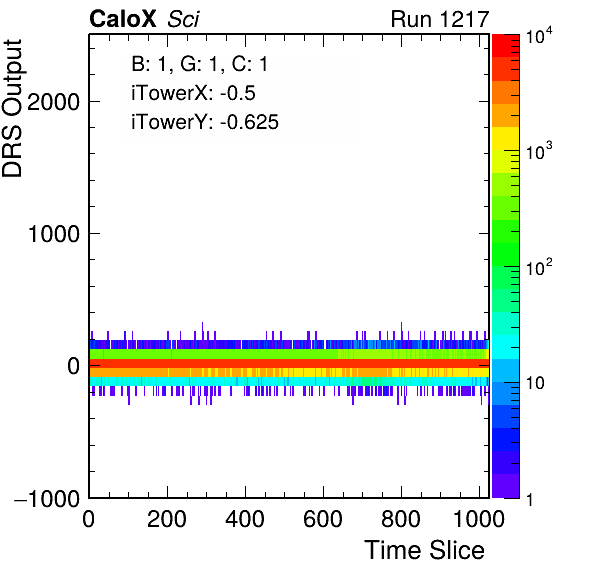 CaloX Sci Run 1217
B: 1, G: 1, C: 1
iTowerX: -0.5
iTowerY: -0.625
DRS Output
2000
1000
0
−1000
0 200 400 600 800 1000
Time Slice
10^4
10^3
10^2
10
1